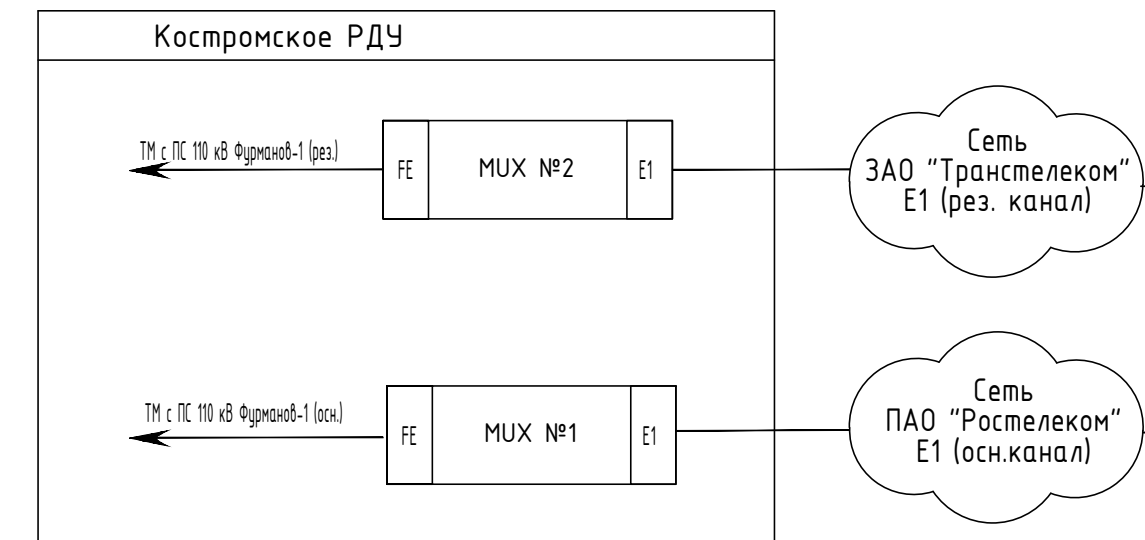 Костромское РДУ
ТМ с ПС 110 кВ Фурманов-1 (рез.)
FE
MUX №2
E1
Сеть
ЗАО "Транстелеком"
E1 (рез. канал)
ТМ с ПС 110 кВ Фурманов-1 (осн.)
FE
MUX №1
E1
Сеть
ПАО "Ростелеком"
E1 (осн.канал)